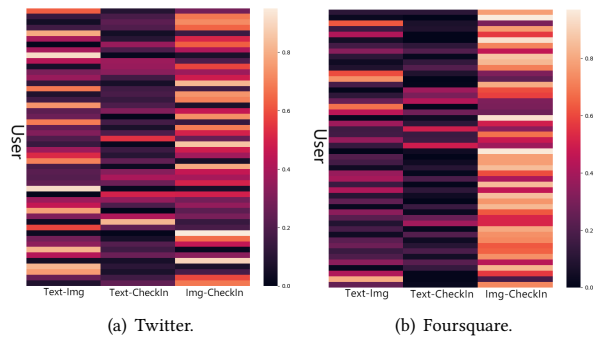 User
0.8
0.6
0.4
0.2
0.0
Text-Img Text-CheckIn Img-CheckIn
(a) Twitter.
User
0.8
0.6
0.4
0.2
0.0
Text-Img Text-CheckIn Img-CheckIn
(b) Foursquare.